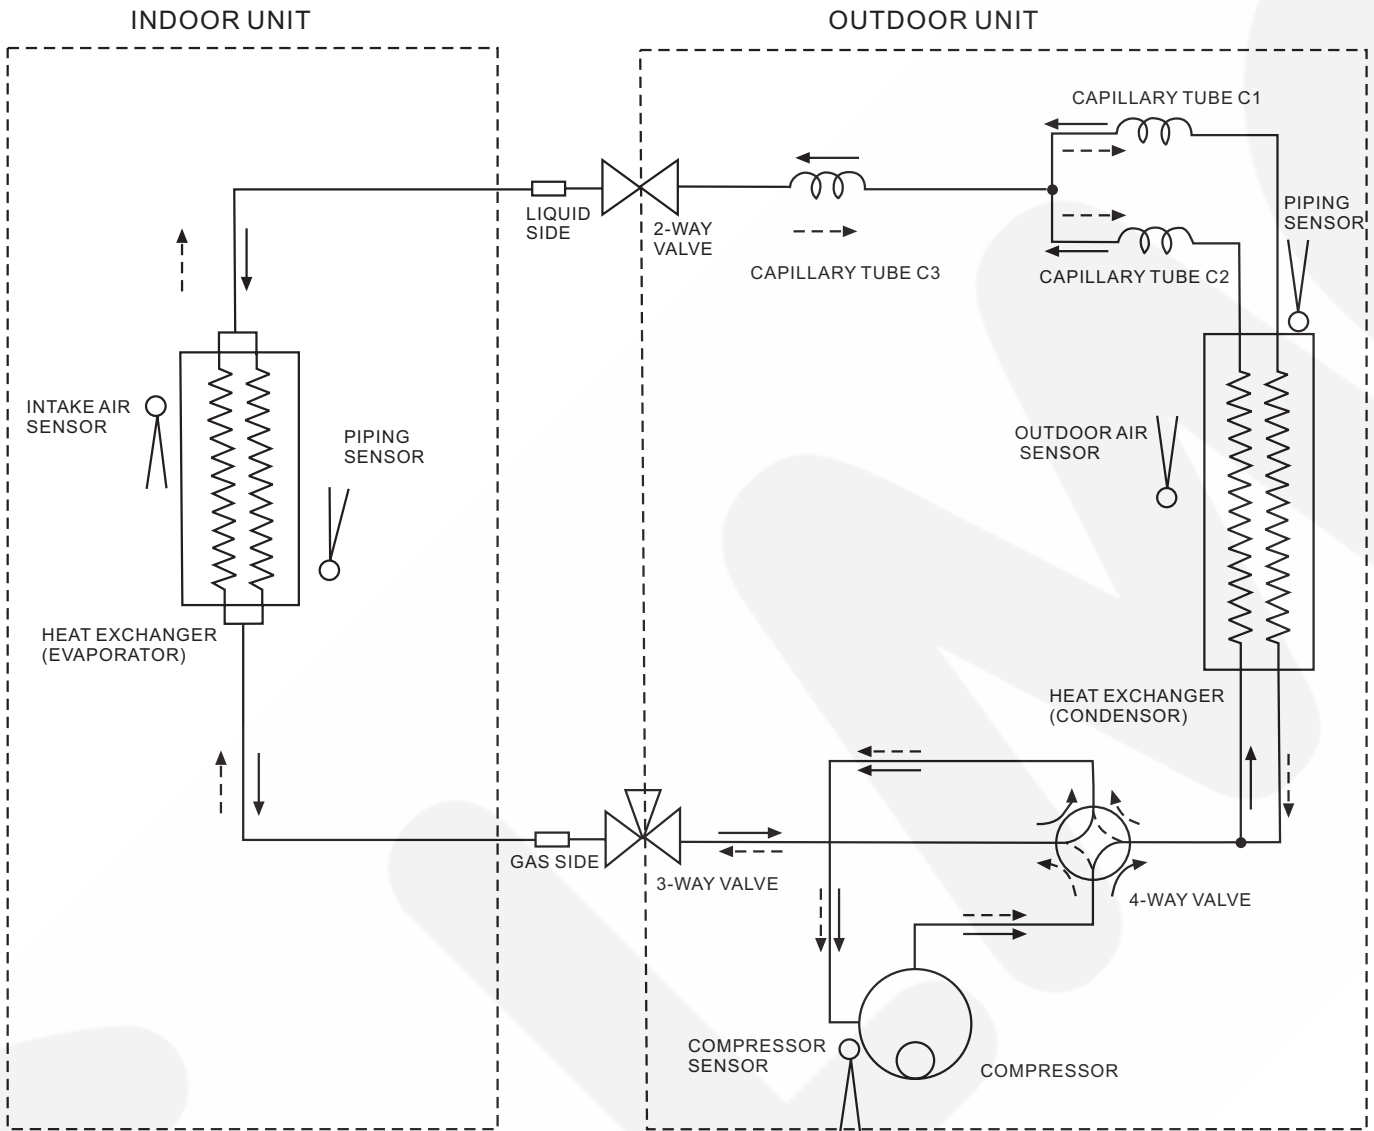 INDOOR UNIT
OUTDOOR UNIT
CAPILLARY TUBE C1
PIPING
SENSOR
LIQUID
SIDE
2-WAY
VALVE
CAPILLARY TUBE C3
CAPILLARY TUBE C2
INTAKE AIR
SENSOR
PIPING
SENSOR
OUTDOOR AIR
SENSOR
HEAT EXCHANGER
(EVAPORATOR)
HEAT EXCHANGER
(CONDENSOR)
GAS SIDE
3-WAY VALVE
4-WAY VALVE
COMPRESSOR
SENSOR
COMPRESSOR